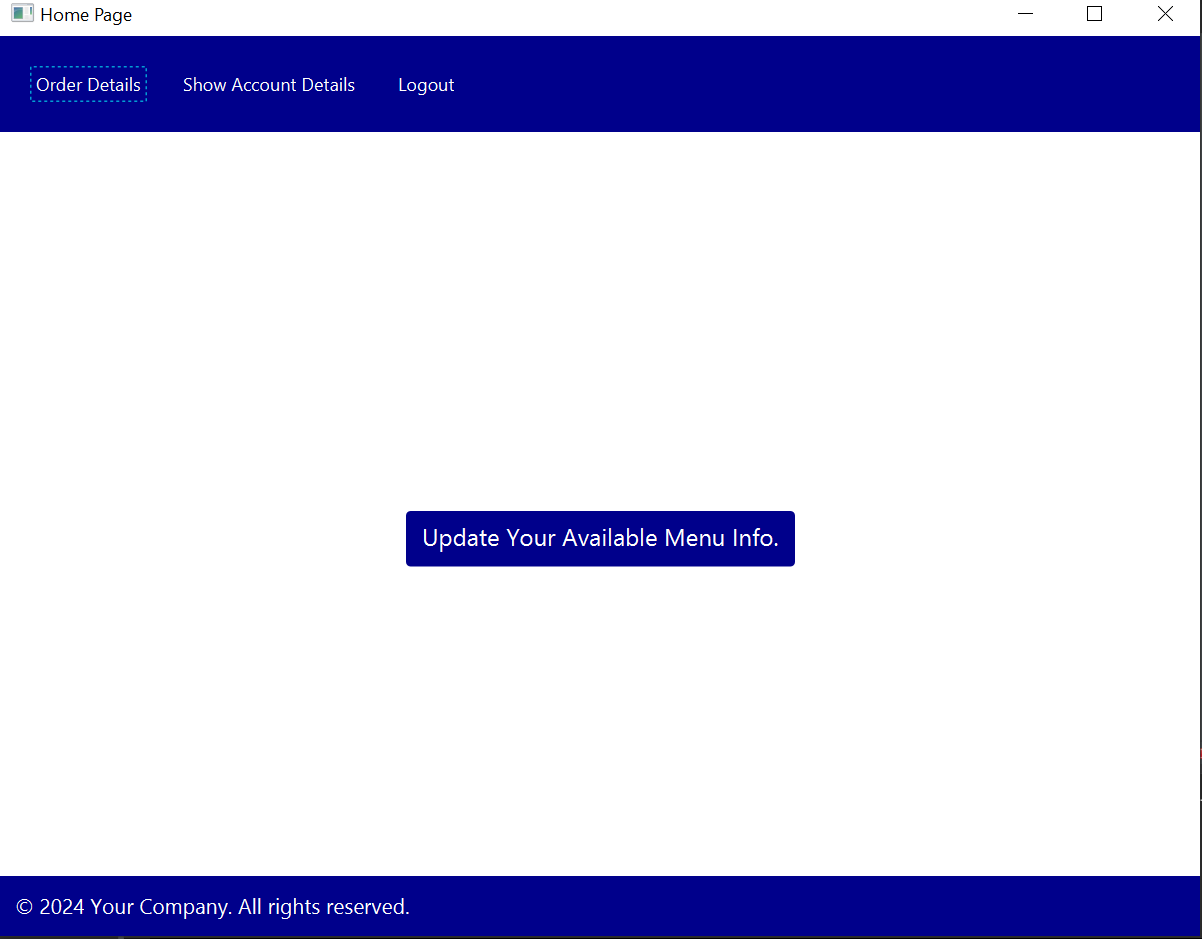 Home Page
Order Details Show Account Details Logout
Update Your Available Menu Info.
© 2024 Your Company. All rights reserved.